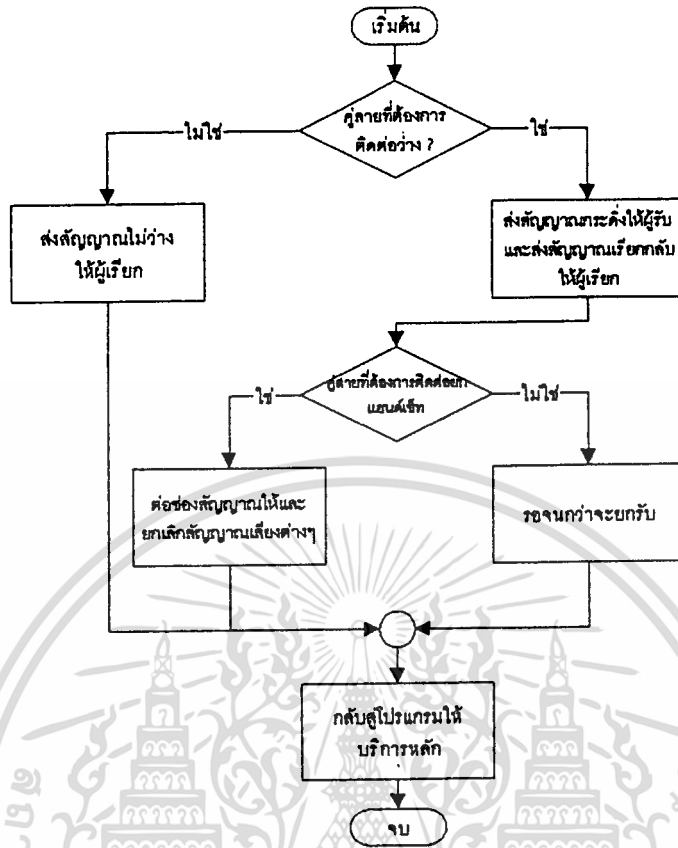 เริ่มต้น
คู่สายที่ต้องการ
ติดต่อว่าง ?
ไม่ใช่
ใช่
ส่งสัญญาณไม่ว่าง
ให้ผู้เรียก
ส่งสัญญาณกระดิ่งให้ผู้รับ
และส่งสัญญาณเรียกกลับ
ให้ผู้เรียก
คู่สายที่ต้องการติดต่อยก
แฮนด์เซ็ท
ใช่
ไม่ใช่
ต่อช่องสัญญาณให้และ
ยกเลิกสัญญาณเสียงต่างๆ
รอจนกว่าจะยกรับ
กลับสู่โปรแกรมให้
บริการหลัก
จบ